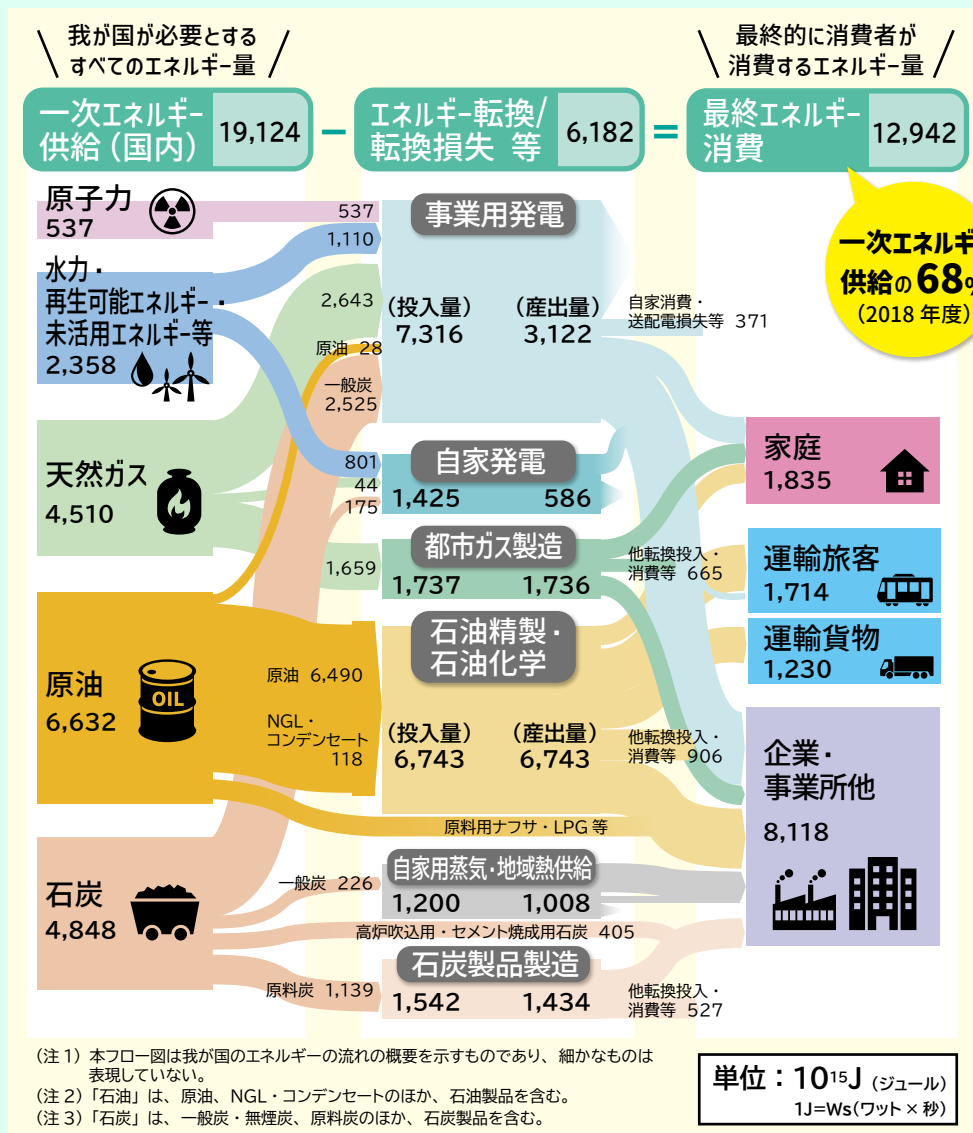 我が国が必要とする
すべてのエネルギー量
最終的に消費者が
消費するエネルギー量
一次エネルギー
供給(国内)
19,124
−
エネルギー転換/
転換損失 等
6,182
=
最終エネルギー
消費
12,942
一次エネルギ
供給の68%
(2018 年度)
原子力
537
水力・
再生可能エネルギー・
未活用エネルギー等
2,358
天然ガス
4,510
原油
6,632
OIL
石炭
4,848
537
1,110
2,643
原油 28
一般炭
2,525
801
44
175
1,659
原油 6,490
NGL・
コンデンセート
118
原料用ナフサ・LPG 等
一般炭 226
高炉吹込用・セメント焼成用石炭 405
原料炭 1,139
事業用発電
(投入量) (産出量)
7,316 3,122
自家発電
1,425 586
都市ガス製造
1,737 1,736
石油精製・
石油化学
(投入量) (産出量)
6,743 6,743
自家用蒸気・地域熱供給
1,200 1,008
石炭製品製造
1,542 1,434
自家消費・
送配電損失等 371
他転換投入・
消費等 665
他転換投入・
消費等 906
他転換投入・
消費等 527
家庭
1,835
運輸旅客
1,714
運輸貨物
1,230
企業・
事業所他
8,118
(注 1) 本フロー図は我が国のエネルギーの流れの概要を示すものであり、細かなものは
表現していない。
(注 2) 「石油」は、原油、NGL・コンデンセートのほか、石油製品を含む。
(注 3) 「石炭」は、一般炭・無煙炭、原料炭のほか、石炭製品を含む。
単位：10¹⁵J (ジュール)
1J=Ws(ワット × 秒)